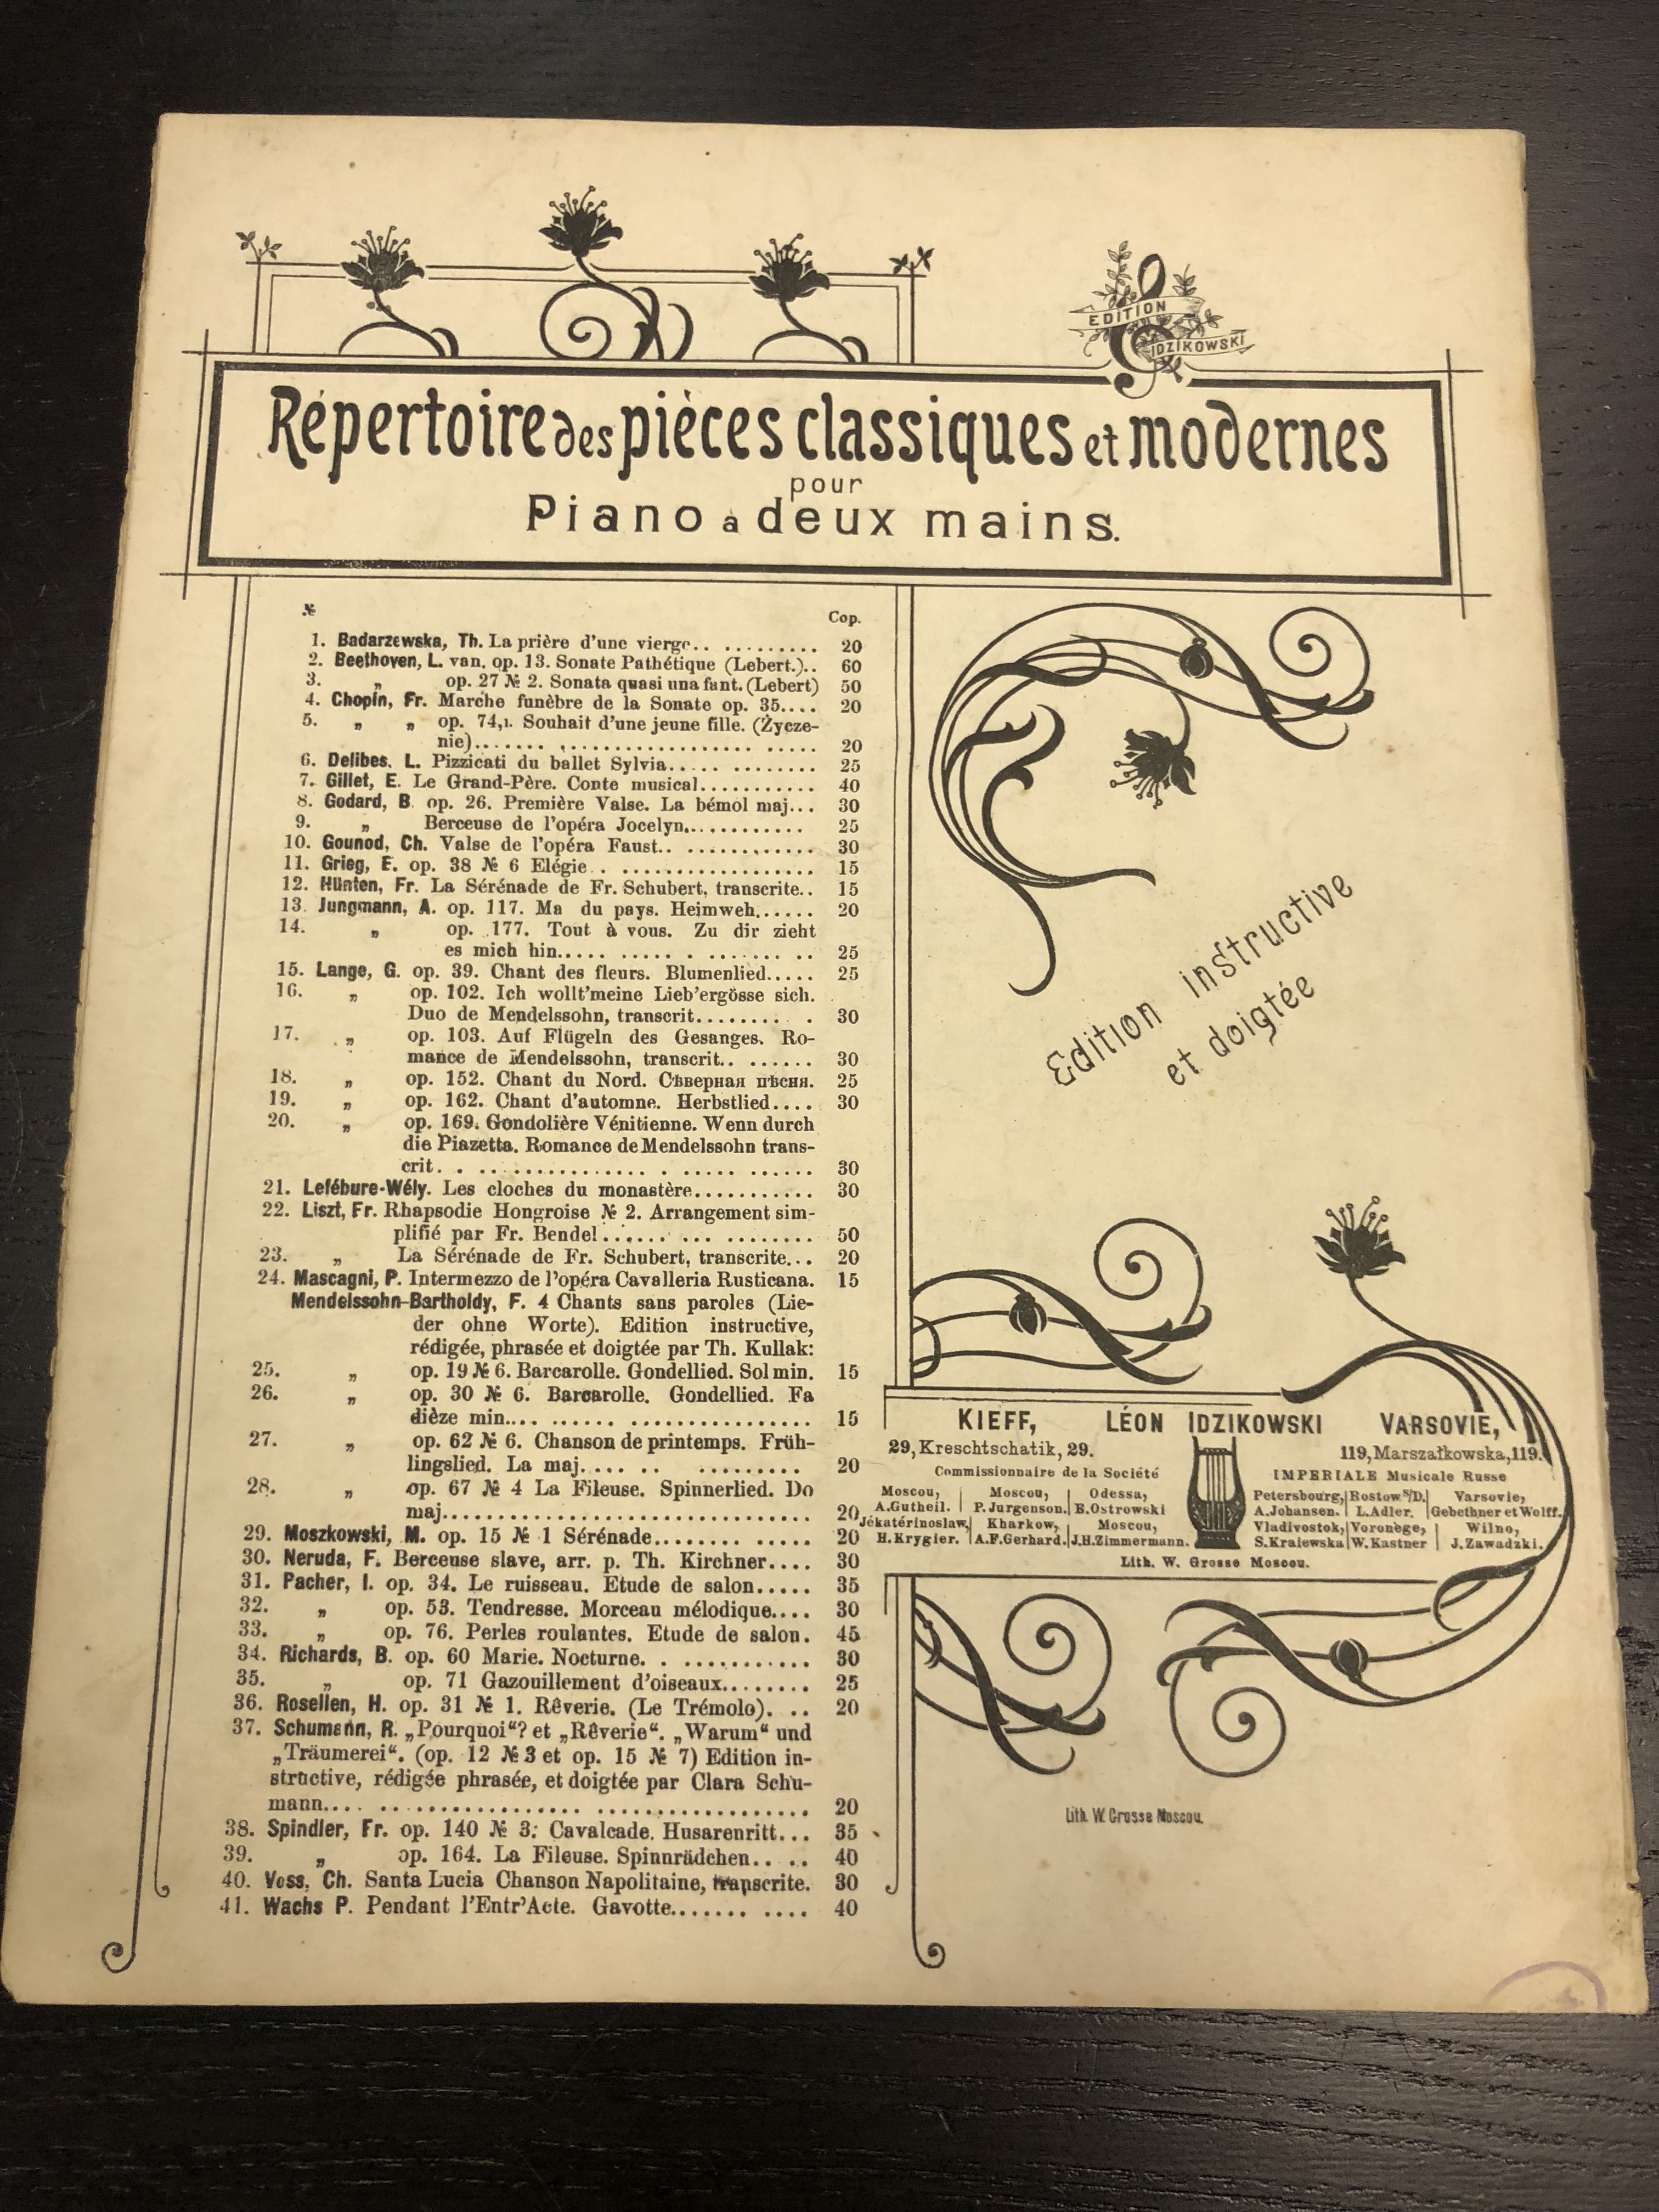 EDITION
IDZIKOWSKI
Répertoire des pièces classiques et modernes
pour
Piano à deux mains.
№ Cop.
1. Badarzewska, Th. La prière d'une vierge.. ......... 20
2. Beethoven, L. van. op. 13. Sonate Pathétique (Lebert.).. 60
3. „ op. 27 № 2. Sonata quasi una fant. (Lebert) 50
4. Chopin, Fr. Marche funèbre de la Sonate op. 35.... 20
5. „ „ op. 74,1. Souhait d'une jeune fille. (Życze-
nie)....... ................... ..... 20
6. Delibes, L. Pizzicati du ballet Sylvia..... ........ 25
7. Gillet, E. Le Grand-Père. Conte musical........... 40
8. Godard, B. op. 26. Première Valse. La bémol maj... 30
9. „ Berceuse de l'opéra Jocelyn............ 25
10. Gounod, Ch. Valse de l'opéra Faust.. ............ 30
11. Grieg, E. op. 38 № 6 Elégie . . .................. 15
12. Hünten, Fr. La Sérénade de Fr. Schubert, transcrite.. 15
13. Jungmann, A. op. 117. Ma du pays. Heimweh...... 20
14. „ op. 177. Tout à vous. Zu dir zieht
es mich hin..... ..... . ....... .. 25
15. Lange, G. op. 39. Chant des fleurs. Blumenlied..... 25
16. „ op. 102. Ich wollt'meine Lieb'ergösse sich.
Duo de Mendelssohn, transcrit......... . 30
17. „ op. 103. Auf Flügeln des Gesanges. Ro-
mance de Mendelssohn, transcrit.. ...... 30
18. „ op. 152. Chant du Nord. Сѣверная пѣсня. 25
19. „ op. 162. Chant d'automne. Herbstlied.... 30
20. „ op. 169. Gondolière Vénitienne. Wenn durch
die Piazetta. Romance de Mendelssohn trans-
crit. . .............. . ..... ...... 30
21. Lefébure-Wély. Les cloches du monastère........... 30
22. Liszt, Fr. Rhapsodie Hongroise № 2. Arrangement sim-
plifié par Fr. Bendel....... ... ........ 50
23. „ La Sérénade de Fr. Schubert, transcrite... 20
24. Mascagni, P. Intermezzo de l'opéra Cavalleria Rusticana. 15
Mendelssohn-Bartholdy, F. 4 Chants sans paroles (Lie-
der ohne Worte). Edition instructive,
rédigée, phrasée et doigtée par Th. Kullak:
25. „ op. 19 № 6. Barcarolle. Gondellied. Sol min. 15
26. „ op. 30 № 6. Barcarolle. Gondellied. Fa
dièze min.... ...... ................ 15
27. „ op. 62 № 6. Chanson de printemps. Früh-
lingslied. La maj.... .. ......... 20
28. „ op. 67 № 4 La Fileuse. Spinnerlied. Do
maj................................. 20
29. Moszkowski, M. op. 15 № 1 Sérénade........ ..... 20
30. Neruda, F. Berceuse slave, arr. p. Th. Kirchner.... 30
31. Pacher, I. op. 34. Le ruisseau. Etude de salon..... 35
32. „ op. 53. Tendresse. Morceau mélodique.... 30
33. „ op. 76. Perles roulantes. Etude de salon. 45
34. Richards, B. op. 60 Marie. Nocturne. . ........... 30
35. „ op. 71 Gazouillement d'oiseaux........ 25
36. Rosellen, H. op. 31 № 1. Rêverie. (Le Trémolo). .. 20
37. Schumann, R. „Pourquoi“? et „Rêverie“. „Warum“ und
„Träumerei“. (op. 12 № 3 et op. 15 № 7) Edition in-
structive, rédigée phrasée, et doigtée par Clara Schu-
mann.... ................. ................... 20
38. Spindler, Fr. op. 140 № 3. Cavalcade. Husarenritt... 35
39. „ op. 164. La Fileuse. Spinnrädchen.. .. 40
40. Voss, Ch. Santa Lucia Chanson Napolitaine, transcrite. 30
41. Wachs P. Pendant l'Entr'Acte. Gavotte....... .... 40
Edition instructive
et doigtée
KIEFF, LÉON IDZIKOWSKI VARSOVIE,
29, Kreschtschatik, 29. 119, Marszałkowska, 119.
Commissionnaire de la Société IMPERIALE Musicale Russe
Moscou, Moscou, Odessa, Petersbourg, Rostow s/D. Varsovie,
A. Gutheil. P. Jurgenson. E. Ostrowski A. Johansen. L. Adler. Gebethner et Wolff.
Jékatérinoslaw, Kharkow, Moscou, Vladivostok, Voronège, Wilno,
H. Krygier. A. F. Gerhard. J. H. Zimmermann. S. Kralewska W. Kastner J. Zawadzki.
Lith. W. Grosse Moscou.
Lith. W. Grosse Moscou.